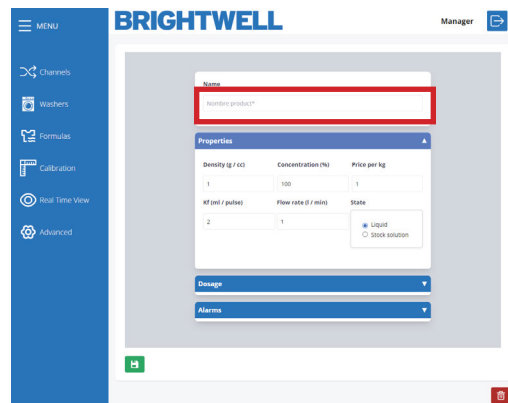 MENU
BRIGHTWELL
Manager
Channels
Washers
Formulas
Calibration
Real Time View
Advanced
Name
Nombre product*
Properties
Density (g / cc) Concentration (%) Price per kg
1 100 1
Kf (ml / pulse) Flow rate (l / min) State
2 1
Liquid
Stock solution
Dosage
Alarms